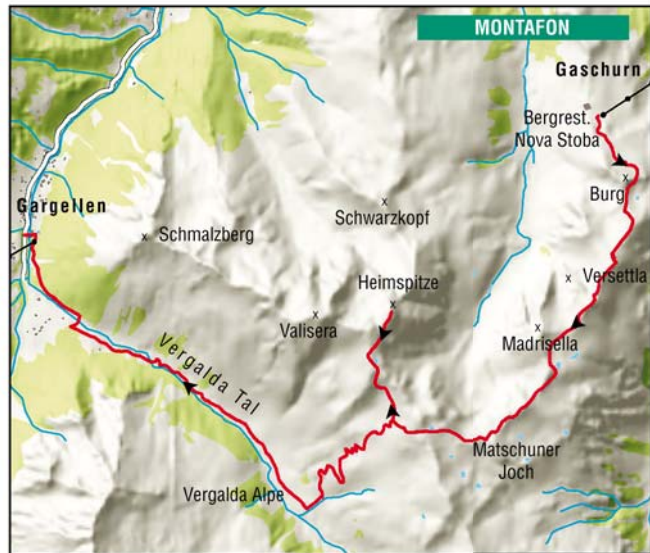 MONTAFON
Gaschurn
Bergrest.
Nova Stoba
Burg
Gargellen
Schmalzberg
Schwarzkopf
Heimspitze
Versettla
Valisera
Madrisella
Vergalda Tal
Matschuner
Joch
Vergalda Alpe